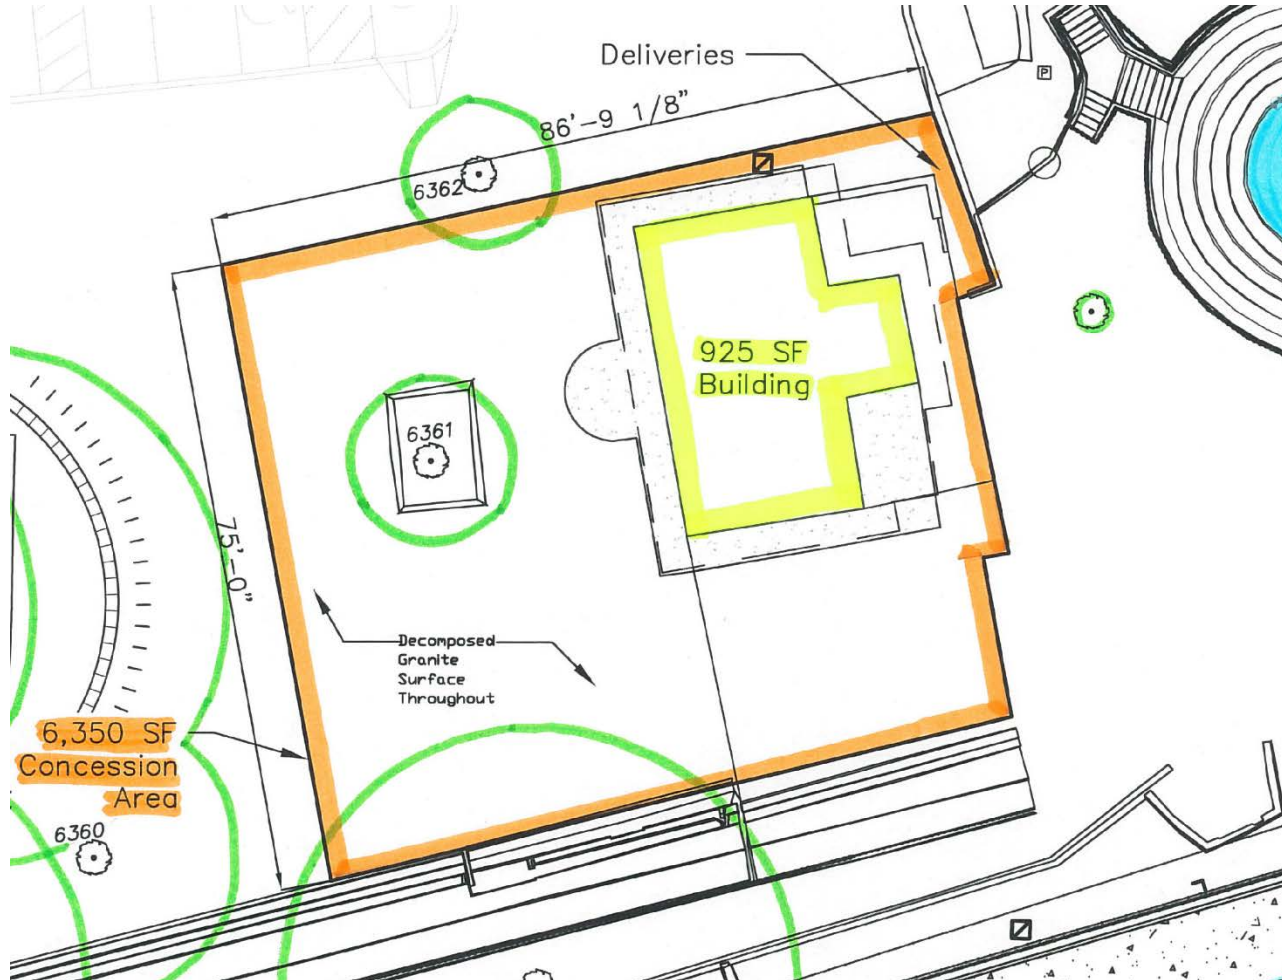 Deliveries
86'-9 1/8"
6362
925 SF
Building
6361
75'-0"
Decomposed
Granite
Surface
Throughout
6,350 SF
Concession
Area
6360
P